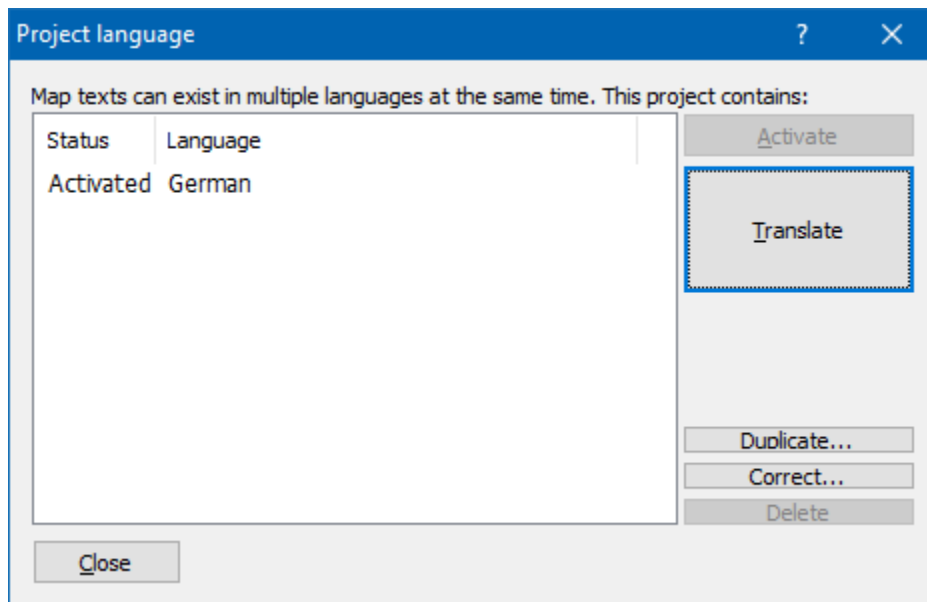 Project language
Map texts can exist in multiple languages at the same time. This project contains:
Status Language
Activated German
Activate
Translate
Duplicate...
Correct...
Delete
Close